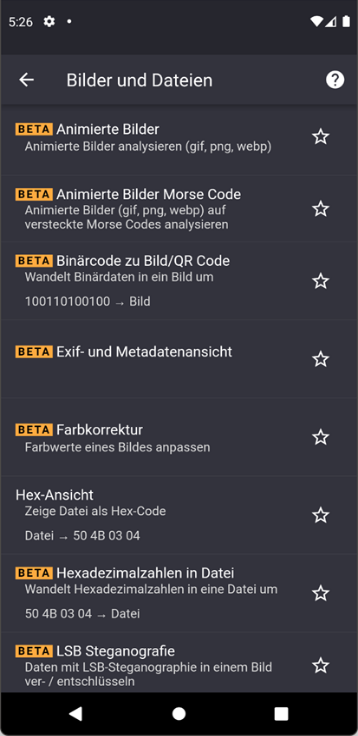 5:26
Bilder und Dateien
BETA Animierte Bilder
Animierte Bilder analysieren (gif, png, webp)
BETA Animierte Bilder Morse Code
Animierte Bilder (gif, png, webp) auf
versteckte Morse Codes analysieren
BETA Binärcode zu Bild/QR Code
Wandelt Binärdaten in ein Bild um
100110100100 → Bild
BETA Exif- und Metadatenansicht
BETA Farbkorrektur
Farbwerte eines Bildes anpassen
Hex-Ansicht
Zeige Datei als Hex-Code
Datei → 50 4B 03 04
BETA Hexadezimalzahlen in Datei
Wandelt Hexadezimalzahlen in eine Datei um
50 4B 03 04 → Datei
BETA LSB Steganografie
Daten mit LSB-Steganographie in einem Bild
ver- / entschlüsseln